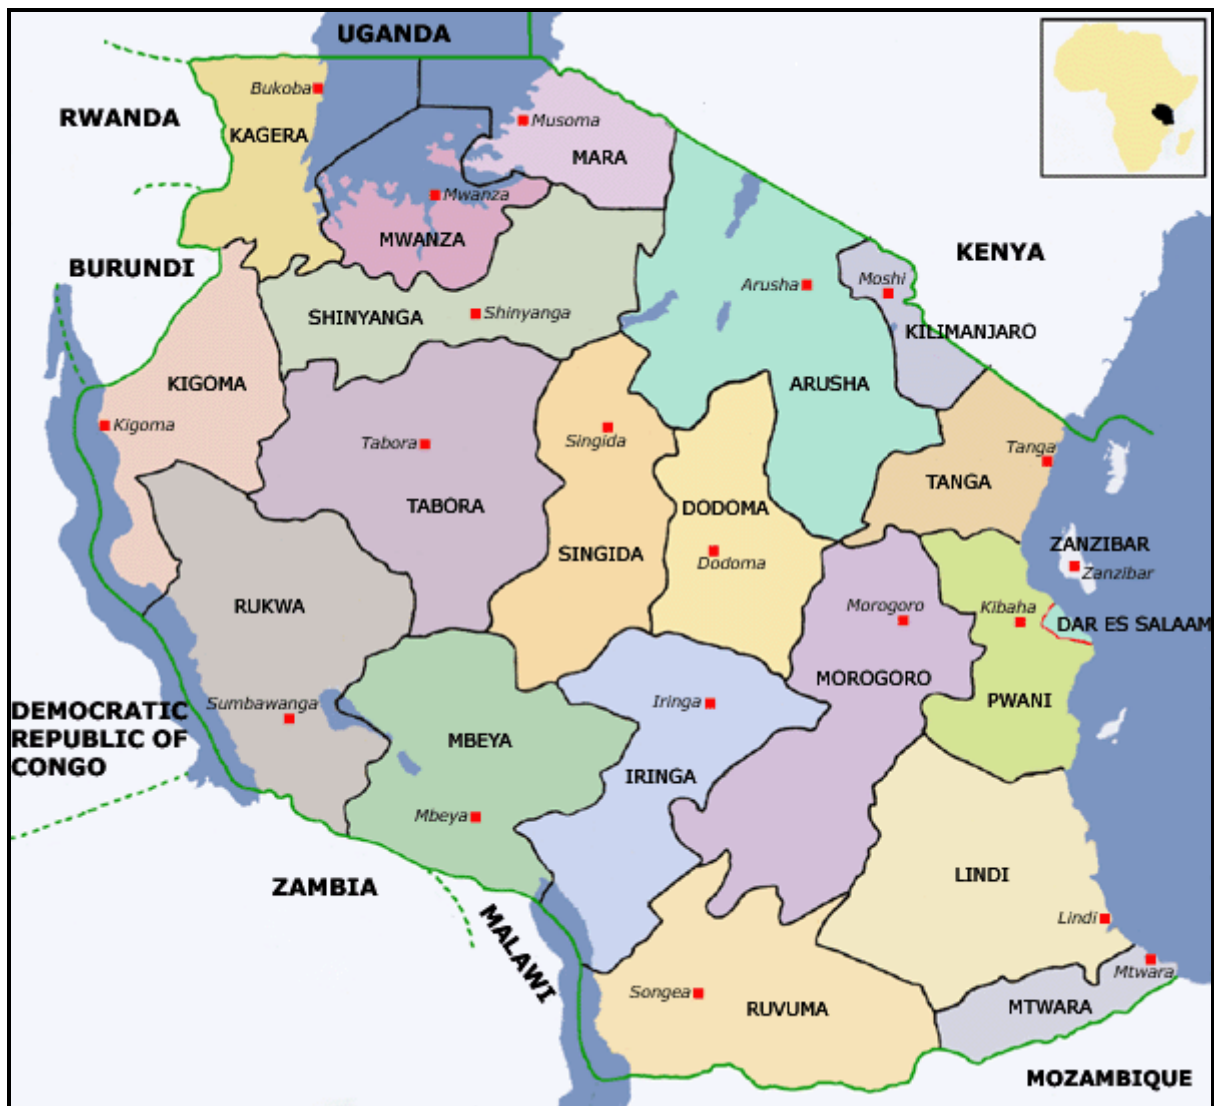 UGANDA
Bukoba
RWANDA
KAGERA
Musoma
MARA
Mwanza
MWANZA
KENYA
BURUNDI
Arusha
Moshi
SHINYANGA
Shinyanga
KILIMANJARO
KIGOMA
ARUSHA
Kigoma
Tabora
Singida
Tanga
TANGA
TABORA
DODOMA
SINGIDA
Dodoma
ZANZIBAR
Zanzibar
RUKWA
Morogoro
Kibaha
DAR ES SALAAM
MOROGORO
PWANI
Sumbawanga
Iringa
DEMOCRATIC
REPUBLIC OF
CONGO
MBEYA
IRINGA
Mbeya
ZAMBIA
LINDI
MALAWI
Lindi
Mtwara
Songea
RUVUMA
MTWARA
MOZAMBIQUE